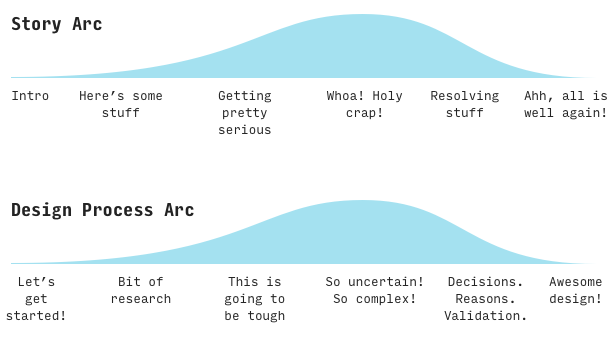 Story Arc
Intro
Here’s some
stuff
Getting
pretty
serious
Whoa! Holy
crap!
Resolving
stuff
Ahh, all is
well again!
Design Process Arc
Let’s
get
started!
Bit of
research
This is
going to
be tough
So uncertain!
So complex!
Decisions.
Reasons.
Validation.
Awesome
design!